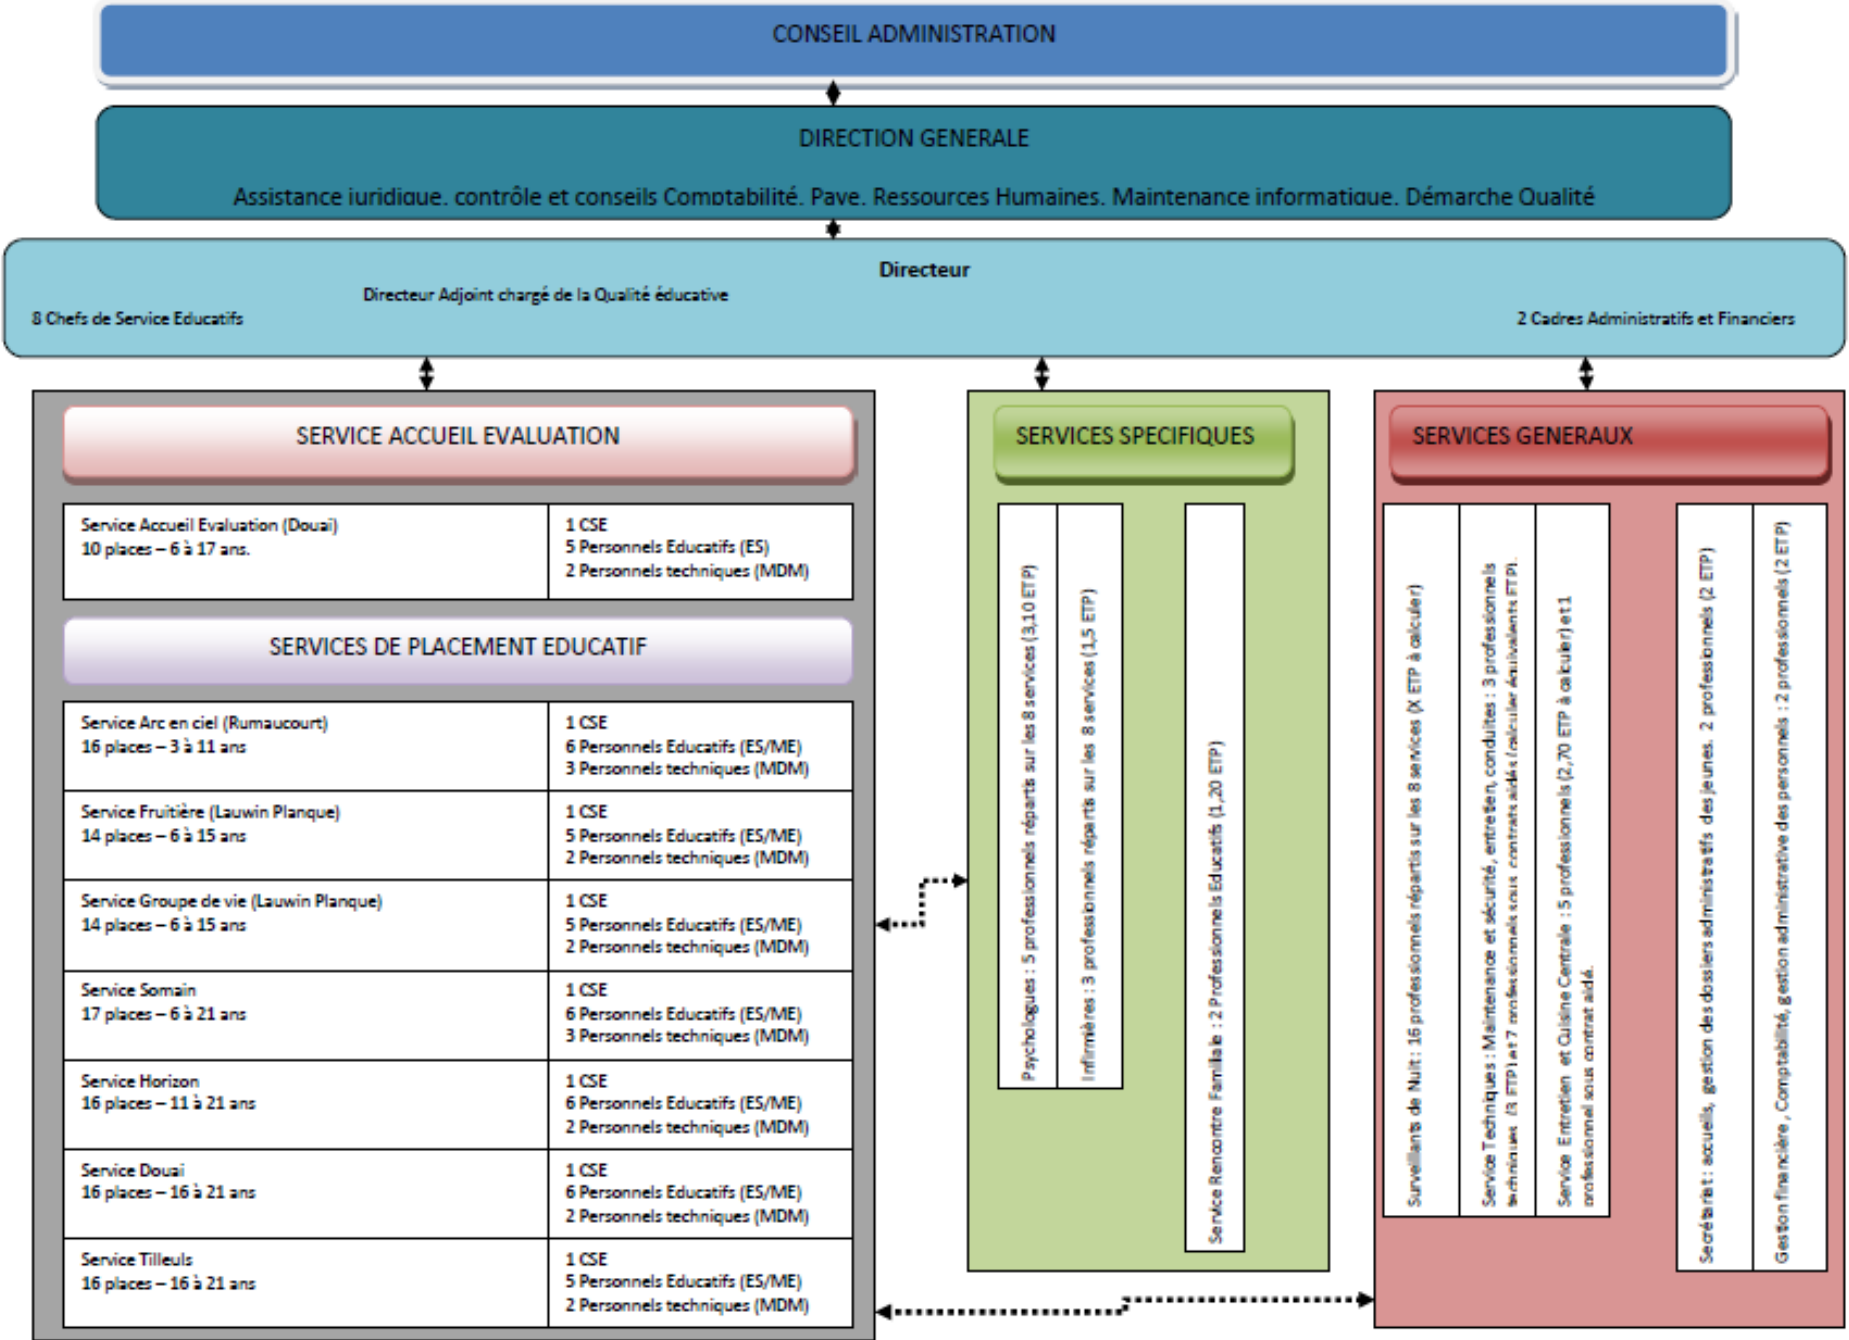 CONSEIL ADMINISTRATION
DIRECTION GENERALE
Assistance juridique, contrôle et conseils Comptabilité, Paye, Ressources Humaines, Maintenance informatique, Démarche Qualité
Directeur
Directeur Adjoint chargé de la Qualité éducative
8 Chefs de Service Educatifs
2 Cadres Administratifs et Financiers
SERVICE ACCUEIL EVALUATION
Service Accueil Evaluation (Douai)
10 places – 6 à 17 ans.
1 CSE
5 Personnels Educatifs (ES)
2 Personnels techniques (MDM)
SERVICES DE PLACEMENT EDUCATIF
Service Arc en ciel (Rumaucourt)
16 places – 3 à 11 ans
1 CSE
6 Personnels Educatifs (ES/ME)
3 Personnels techniques (MDM)
Service Fruitière (Lauwin Planque)
14 places – 6 à 15 ans
1 CSE
5 Personnels Educatifs (ES/ME)
2 Personnels techniques (MDM)
Service Groupe de vie (Lauwin Planque)
14 places – 6 à 15 ans
1 CSE
5 Personnels Educatifs (ES/ME)
2 Personnels techniques (MDM)
Service Somain
17 places – 6 à 21 ans
1 CSE
6 Personnels Educatifs (ES/ME)
3 Personnels techniques (MDM)
Service Horizon
16 places – 11 à 21 ans
1 CSE
6 Personnels Educatifs (ES/ME)
2 Personnels techniques (MDM)
Service Douai
16 places – 16 à 21 ans
1 CSE
6 Personnels Educatifs (ES/ME)
2 Personnels techniques (MDM)
Service Tilleuls
16 places – 16 à 21 ans
1 CSE
5 Personnels Educatifs (ES/ME)
2 Personnels techniques (MDM)
SERVICES SPECIFIQUES
Psychologues : 5 professionnels répartis sur les 8 services (3,10 ETP)
Infirmières : 3 professionnels répartis sur les 8 services (1,5 ETP)
Service Rencontre Familiale : 2 Professionnels Educatifs (1,20 ETP)
SERVICES GENERAUX
Surveillants de Nuit : 16 professionnels répartis sur les 8 services (X ETP à calculer)
Service Techniques : Maintenance et sécurité, entretien, conduites : 3 professionnels
techniques (3 ETP) et 7 professionnels sous contrats aidés (calculer équivalents ETP).
Service Entretien et Cuisine Centrale : 5 professionnels (2,70 ETP à calculer) et 1
professionnel sous contrat aidé.
Secrétariat : accueils, gestion des dossiers administratifs des jeunes. 2 professionnels (2 ETP)
Gestion financière, Comptabilité, gestion administrative des personnels : 2 professionnels (2 ETP)